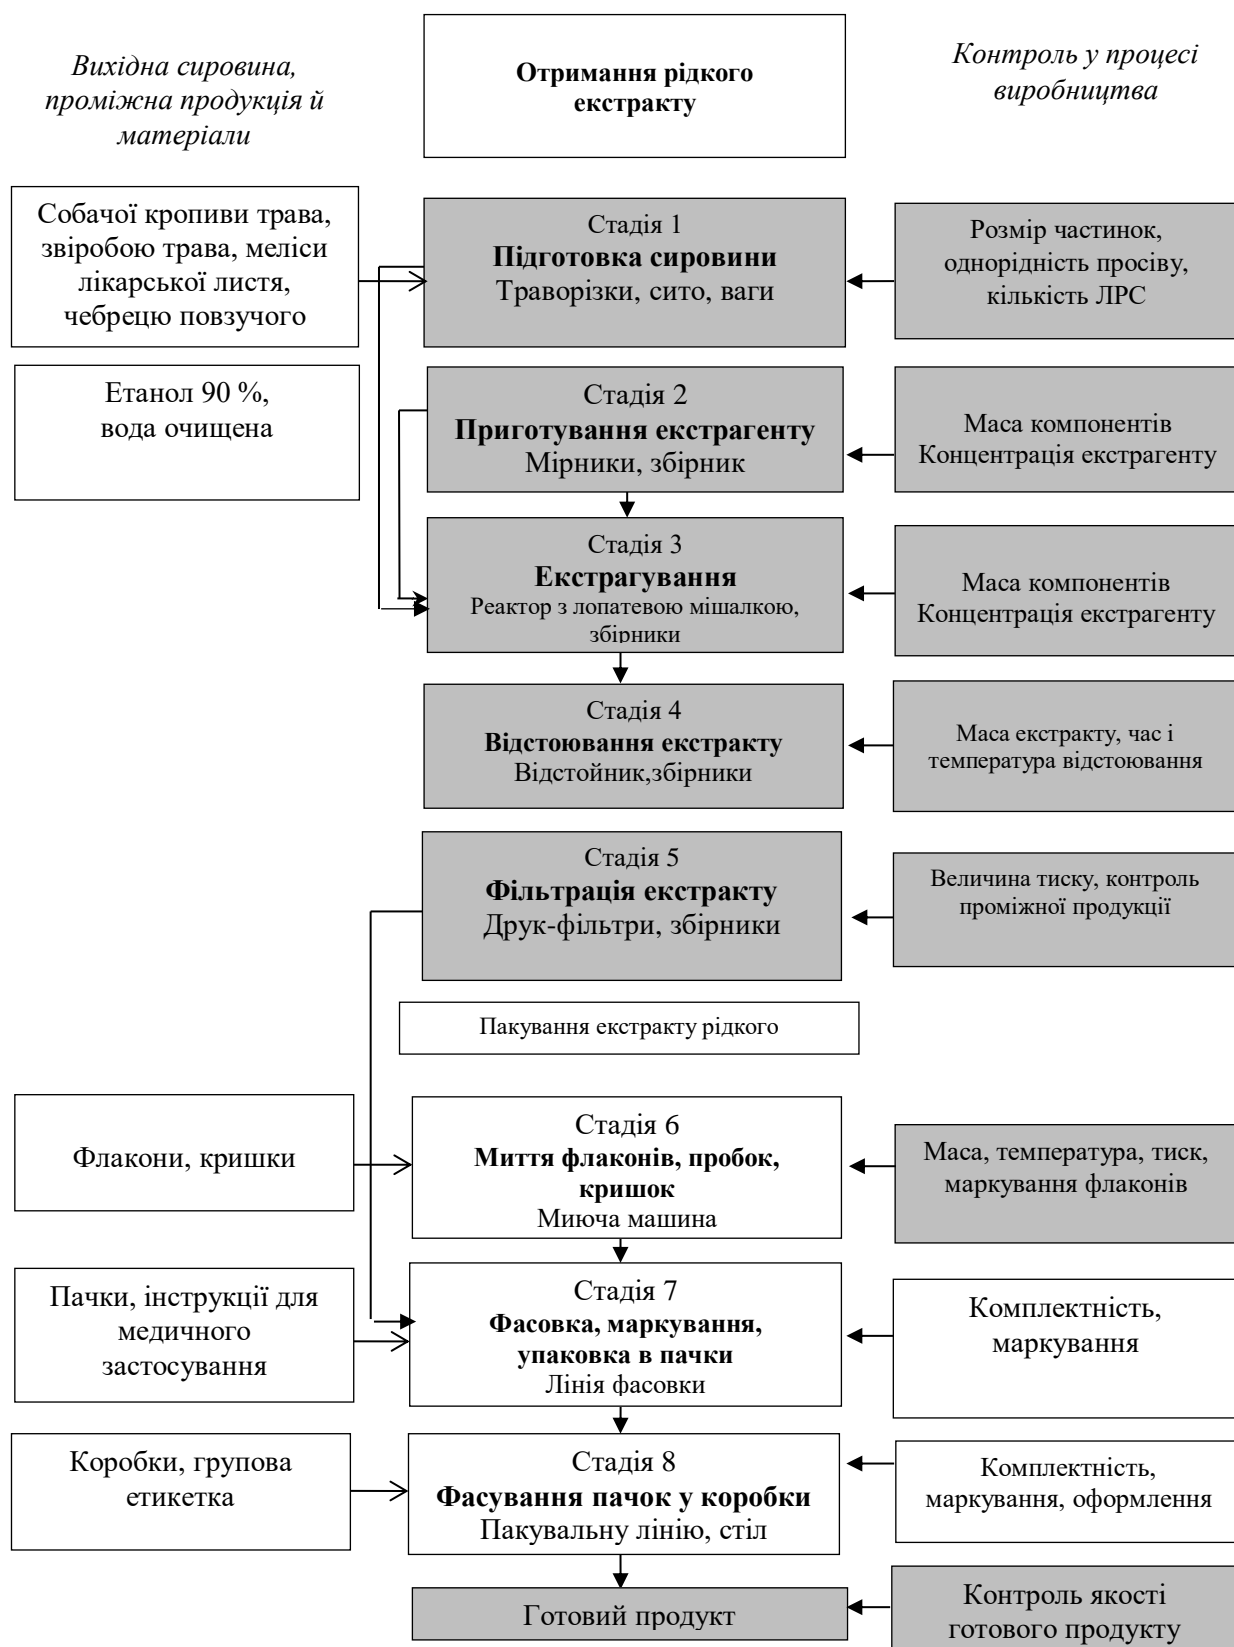 Вихідна сировина,
проміжна продукція й
матеріали
Отримання рідкого
екстракту
Контроль у процесі
виробництва
Собачої кропиви трава,
звіробою трава, меліси
лікарської листя,
чебрецю повзучого
Стадія 1
Підготовка сировини
Траворізки, сито, ваги
Розмір частинок,
однорідність просіву,
кількість ЛРС
Етанол 90 %,
вода очищена
Стадія 2
Приготування екстрагенту
Мірники, збірник
Маса компонентів
Концентрація екстрагенту
Стадія 3
Екстрагування
Реактор з лопатевою мішалкою,
збірники
Маса компонентів
Концентрація екстрагенту
Стадія 4
Відстоювання екстракту
Відстойник,збірники
Маса екстракту, час і
температура відстоювання
Стадія 5
Фільтрація екстракту
Друк-фільтри, збірники
Величина тиску, контроль
проміжної продукції
Пакування екстракту рідкого
Флакони, кришки
Стадія 6
Миття флаконів, пробок,
кришок
Миюча машина
Маса, температура, тиск,
маркування флаконів
Пачки, інструкції для
медичного
застосування
Стадія 7
Фасовка, маркування,
упаковка в пачки
Лінія фасовки
Комплектність,
маркування
Коробки, групова
етикетка
Стадія 8
Фасування пачок у коробки
Пакувальну лінію, стіл
Комплектність,
маркування, оформлення
Готовий продукт
Контроль якості
готового продукту